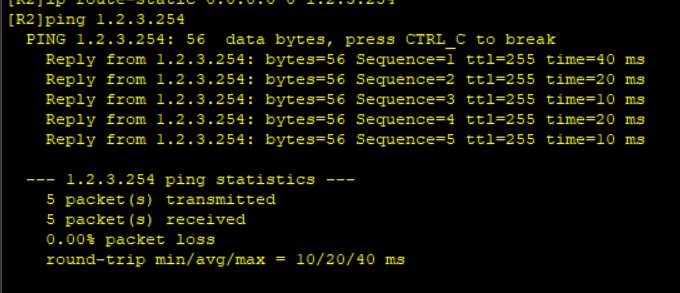 [R2]ip route-static 0.0.0.0 0 1.2.3.254
[R2]ping 1.2.3.254
PING 1.2.3.254: 56  data bytes, press CTRL_C to break
Reply from 1.2.3.254: bytes=56 Sequence=1 ttl=255 time=40 ms
Reply from 1.2.3.254: bytes=56 Sequence=2 ttl=255 time=20 ms
Reply from 1.2.3.254: bytes=56 Sequence=3 ttl=255 time=10 ms
Reply from 1.2.3.254: bytes=56 Sequence=4 ttl=255 time=20 ms
Reply from 1.2.3.254: bytes=56 Sequence=5 ttl=255 time=10 ms
--- 1.2.3.254 ping statistics ---
5 packet(s) transmitted
5 packet(s) received
0.00% packet loss
round-trip min/avg/max = 10/20/40 ms